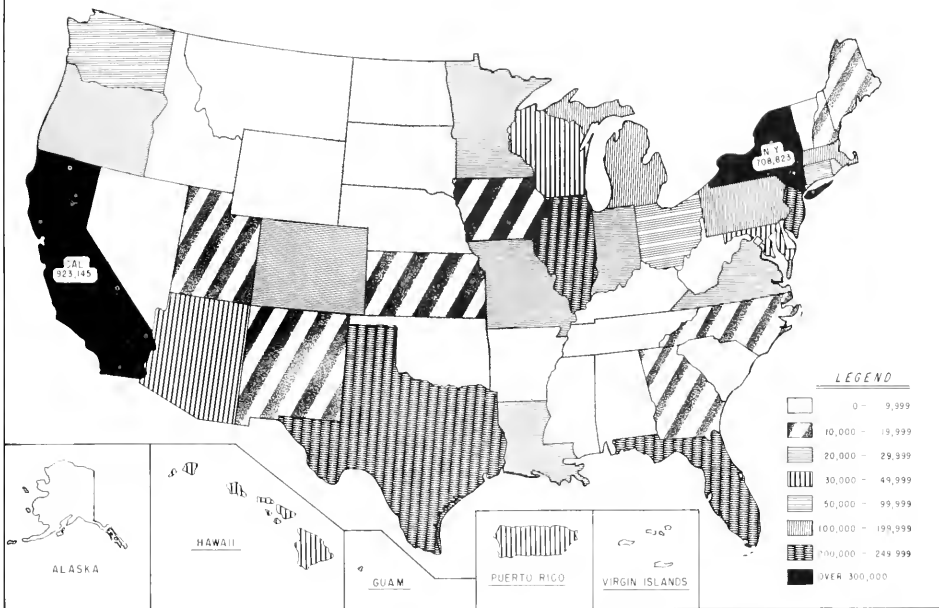 N Y
708,823
CAL
923,145
LEGEND
0 - 9,999
10,000 - 19,999
20,000 - 29,999
30,000 - 49,999
50,000 - 99,999
100,000 - 199,999
200,000 - 249 999
OVER 300,000
ALASKA
HAWAII
GUAM
PUERTO RICO
VIRGIN ISLANDS